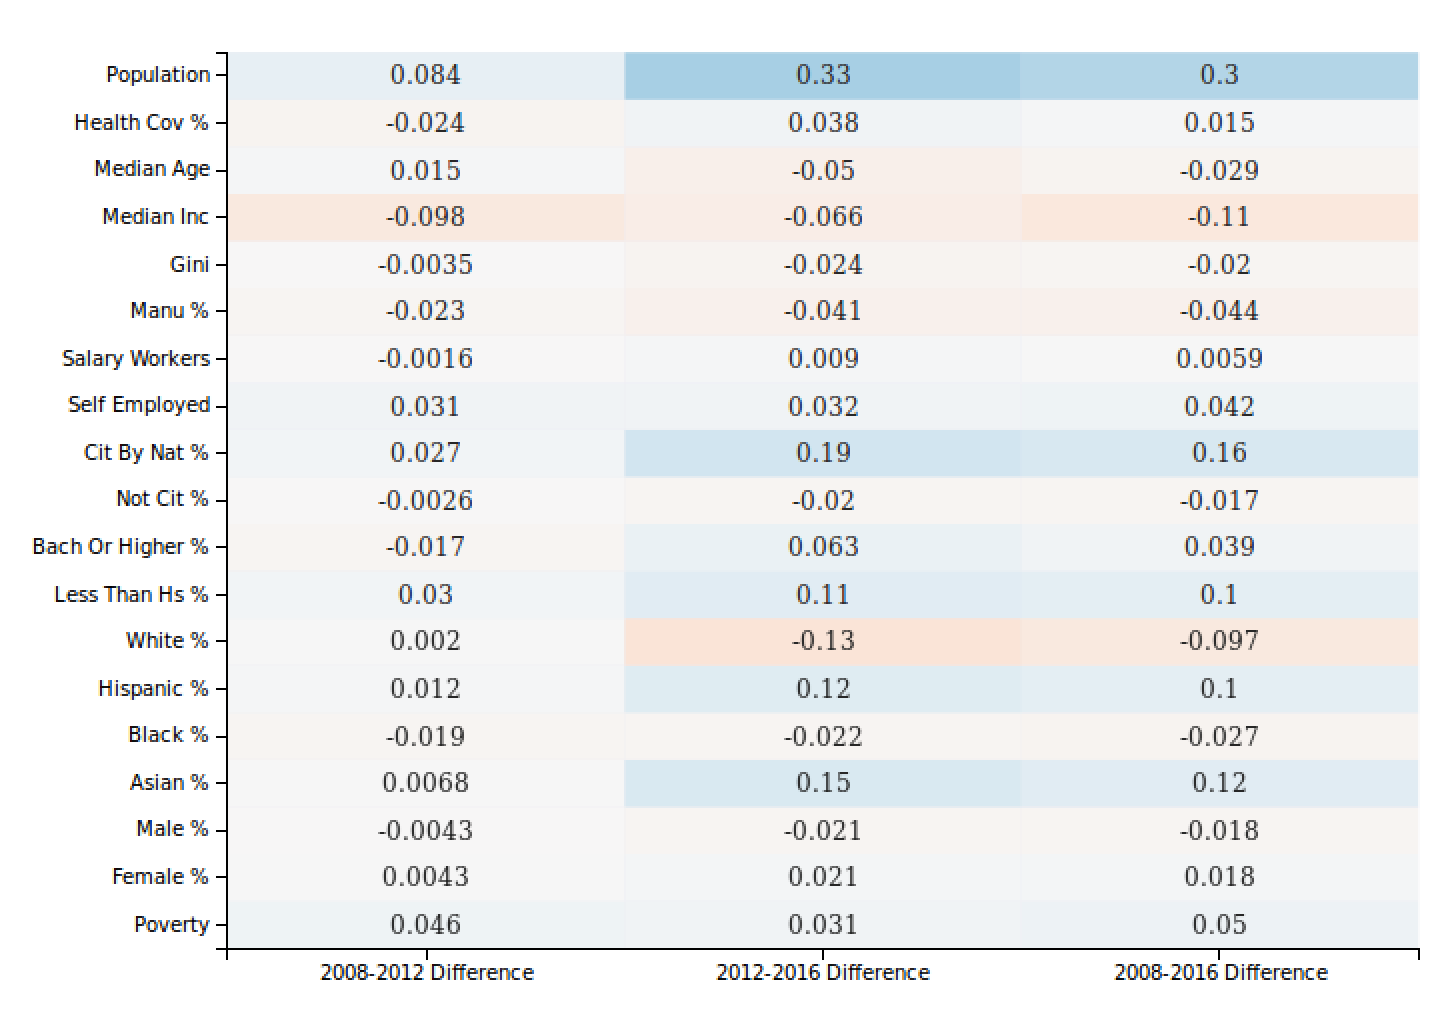 Population 0.084 0.33 0.3
Health Cov % -0.024 0.038 0.015
Median Age 0.015 -0.05 -0.029
Median Inc -0.098 -0.066 -0.11
Gini -0.0035 -0.024 -0.02
Manu % -0.023 -0.041 -0.044
Salary Workers -0.0016 0.009 0.0059
Self Employed 0.031 0.032 0.042
Cit By Nat % 0.027 0.19 0.16
Not Cit % -0.0026 -0.02 -0.017
Bach Or Higher % -0.017 0.063 0.039
Less Than Hs % 0.03 0.11 0.1
White % 0.002 -0.13 -0.097
Hispanic % 0.012 0.12 0.1
Black % -0.019 -0.022 -0.027
Asian % 0.0068 0.15 0.12
Male % -0.0043 -0.021 -0.018
Female % 0.0043 0.021 0.018
Poverty 0.046 0.031 0.05
2008-2012 Difference 2012-2016 Difference 2008-2016 Difference